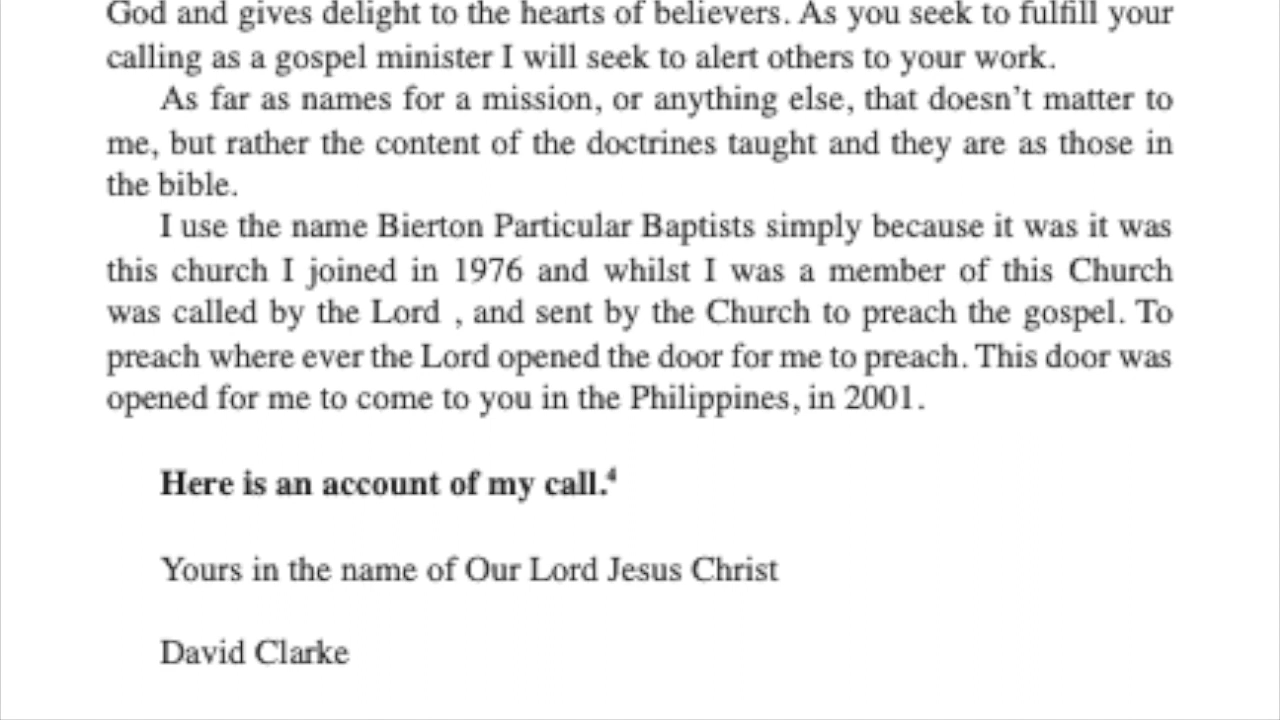 God and gives delight to the hearts of believers. As you seek to fulfill your
calling as a gospel minister I will seek to alert others to your work.
As far as names for a mission, or anything else, that doesn’t matter to
me, but rather the content of the doctrines taught and they are as those in
the bible.
I use the name Bierton Particular Baptists simply because it was it was
this church I joined in 1976 and whilst I was a member of this Church
was called by the Lord , and sent by the Church to preach the gospel. To
preach where ever the Lord opened the door for me to preach. This door was
opened for me to come to you in the Philippines, in 2001.
Here is an account of my call.⁴
Yours in the name of Our Lord Jesus Christ
David Clarke